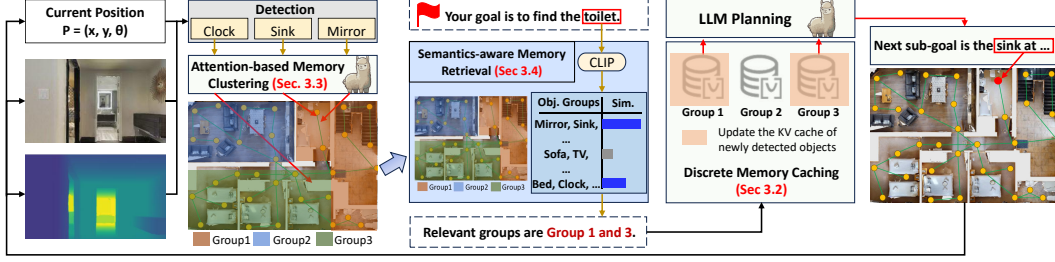 Current Position
P = (x, y, θ)
Detection
Clock
Sink
Mirror
Attention-based Memory
Clustering (Sec. 3.3)
Group1
Group2
Group3
Your goal is to find the toilet.
Semantics-aware Memory
Retrieval (Sec 3.4)
CLIP
Group1
Group2
Group3
Obj. Groups
Sim.
Mirror, Sink,
...
Sofa, TV,
...
Bed, Clock, ...
Relevant groups are Group 1 and 3.
LLM Planning
Group 1
Group 2
Group 3
Update the KV cache of
newly detected objects
Discrete Memory Caching
(Sec 3.2)
Next sub-goal is the sink at ...